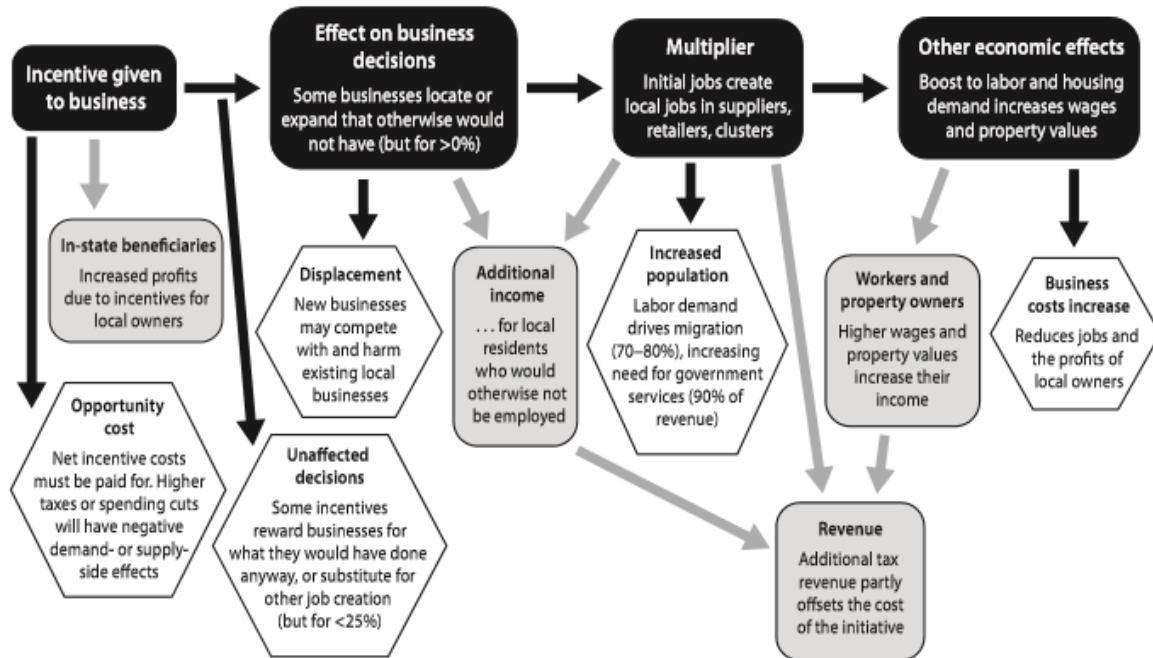 Incentive given
to business
Effect on business
decisions
Some businesses locate or
expand that otherwise would
not have (but for >0%)
Multiplier
Initial jobs create
local jobs in suppliers,
retailers, clusters
Other economic effects
Boost to labor and housing
demand increases wages
and property values
In-state beneficiaries
Increased profits
due to incentives for
local owners
Displacement
New businesses
may compete
with and harm
existing local
businesses
Additional
income
. . . for local
residents
who would
otherwise not
be employed
Increased
population
Labor demand
drives migration
(70–80%), increasing
need for government
services (90% of
revenue)
Workers and
property owners
Higher wages and
property values
increase their
income
Business
costs increase
Reduces jobs and
the profits of
local owners
Opportunity
cost
Net incentive costs
must be paid for. Higher
taxes or spending cuts
will have negative
demand- or supply-
side effects
Unaffected
decisions
Some incentives
reward businesses for
what they would have done
anyway, or substitute for
other job creation
(but for <25%)
Revenue
Additional tax
revenue partly
offsets the cost
of the initiative